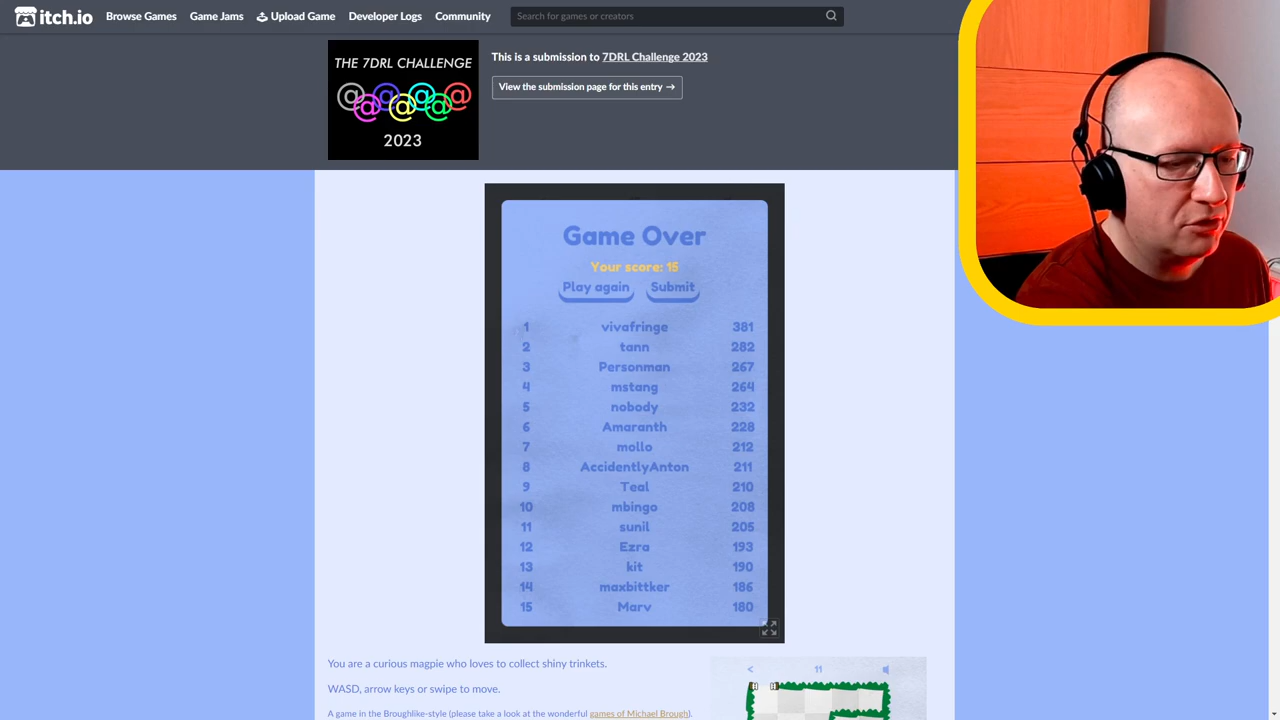 itch.io Browse Games Game Jams Upload Game Developer Logs Community Search for games or creators
THE 7DRL CHALLENGE
@@@@@@@
2023
This is a submission to 7DRL Challenge 2023
View the submission page for this entry →
Game Over
Your score: 15
Play again Submit
1 vivafringe 381
2 tann 282
3 Personman 267
4 mstang 264
5 nobody 232
6 Amaranth 228
7 mollo 212
8 AccidentlyAnton 211
9 Teal 210
10 mbingo 208
11 sunil 205
12 Ezra 193
13 kit 190
14 maxbittker 186
15 Marv 180
You are a curious magpie who loves to collect shiny trinkets.
WASD, arrow keys or swipe to move.
A game in the Broughlike-style (please take a look at the wonderful games of Michael Brough).
< 11